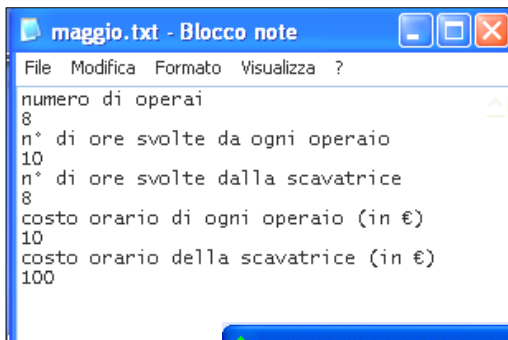 maggio.txt - Blocco note
File Modifica Formato Visualizza ?
numero di operai
8
n° di ore svolte da ogni operaio
10
n° di ore svolte dalla scavatrice
8
costo orario di ogni operaio (in €)
10
costo orario della scavatrice (in €)
100